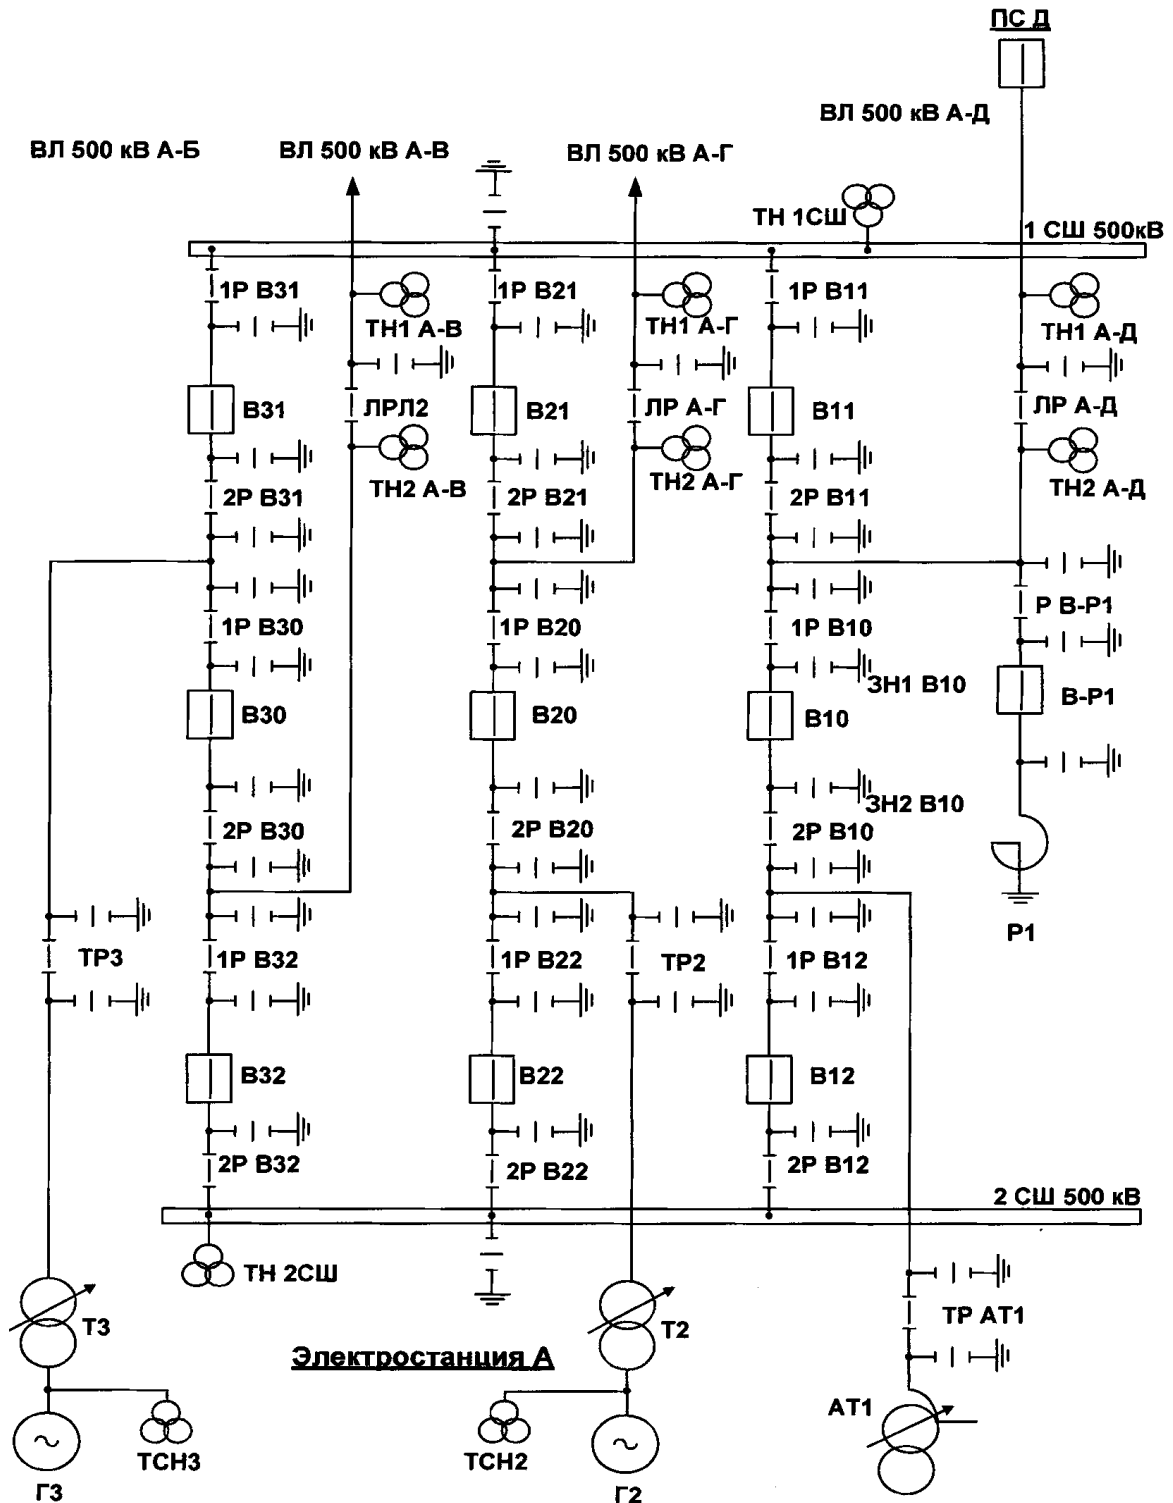 ПС Д
ВЛ 500 кВ А-Д
ВЛ 500 кВ А-Б
ВЛ 500 кВ А-В
ВЛ 500 кВ А-Г
ТН 1СШ
1 СШ 500кВ
1Р В31
1Р В21
1Р В11
ТН1 А-В
ТН1 А-Г
ТН1 А-Д
В31
ЛРЛ2
В21
ЛР А-Г
В11
ЛР А-Д
ТН2 А-В
ТН2 А-Г
ТН2 А-Д
2Р В31
2Р В21
2Р В11
1Р В30
1Р В20
1Р В10
Р В-Р1
ЗН1 В10
В30
В20
В10
В-Р1
ЗН2 В10
2Р В30
2Р В20
2Р В10
Р1
ТР3
1Р В32
1Р В22
ТР2
1Р В12
В32
В22
В12
2Р В32
2Р В22
2Р В12
2 СШ 500 кВ
ТН 2СШ
Т3
Т2
ТР АТ1
Электростанция А
АТ1
ТСН3
ТСН2
Г3
Г2